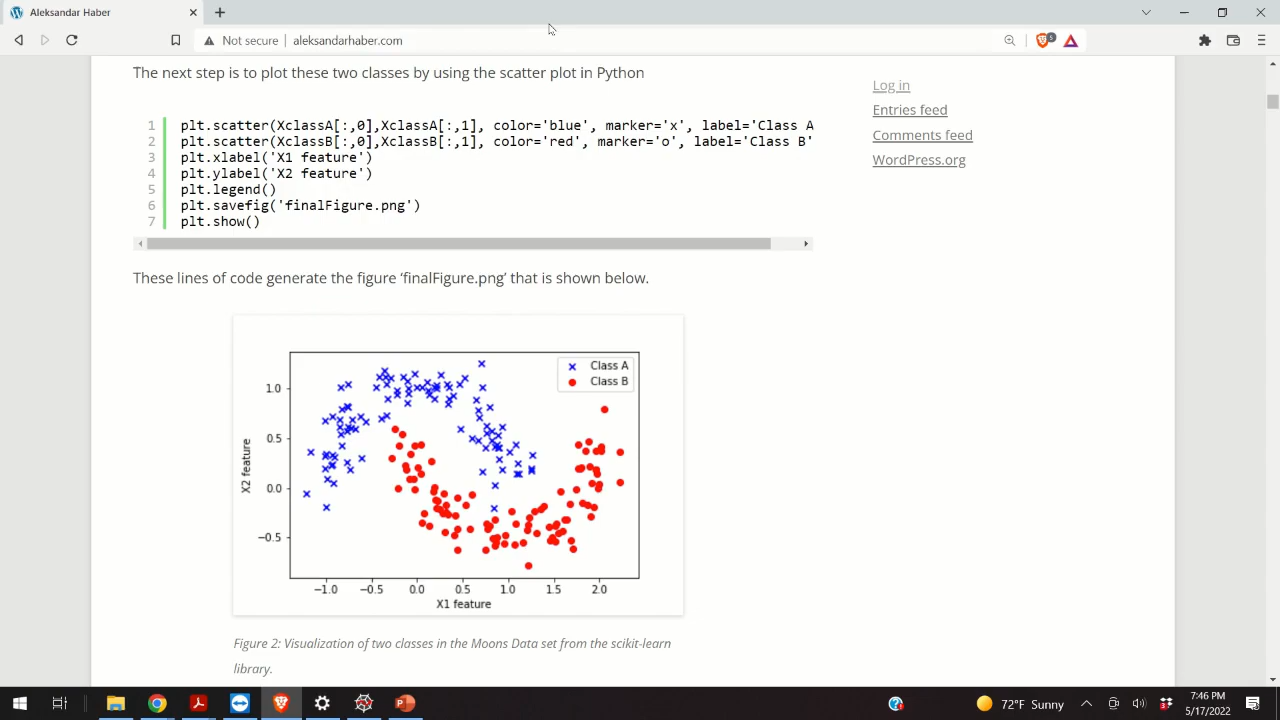 Aleksandar Haber
Not secure
aleksandarhaber.com
5
The next step is to plot these two classes by using the scatter plot in Python
1 plt.scatter(XclassA[:,0],XclassA[:,1], color='blue', marker='x', label='Class A
2 plt.scatter(XclassB[:,0],XclassB[:,1], color='red', marker='o', label='Class B'
3 plt.xlabel('X1 feature')
4 plt.ylabel('X2 feature')
5 plt.legend()
6 plt.savefig('finalFigure.png')
7 plt.show()
These lines of code generate the figure ‘finalFigure.png’ that is shown below.
Class A
Class B
1.0
0.5
0.0
−0.5
X2 feature
−1.0 −0.5 0.0 0.5 1.0 1.5 2.0
X1 feature
Figure 2: Visualization of two classes in the Moons Data set from the scikit-learn
library.
Log in
Entries feed
Comments feed
WordPress.org
72°F Sunny
7:46 PM
5/17/2022